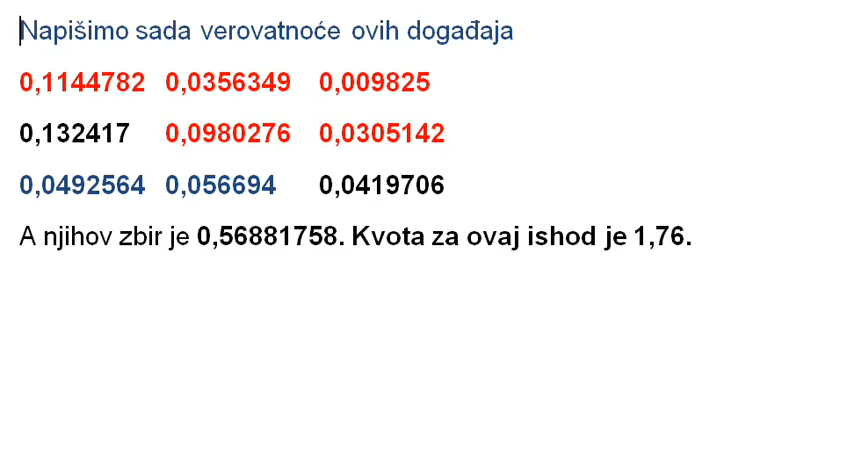 Napišimo sada verovatnoće ovih događaja
0,1144782 0,0356349 0,009825
0,132417 0,0980276 0,0305142
0,0492564 0,056694 0,0419706
A njihov zbir je 0,56881758. Kvota za ovaj ishod je 1,76.